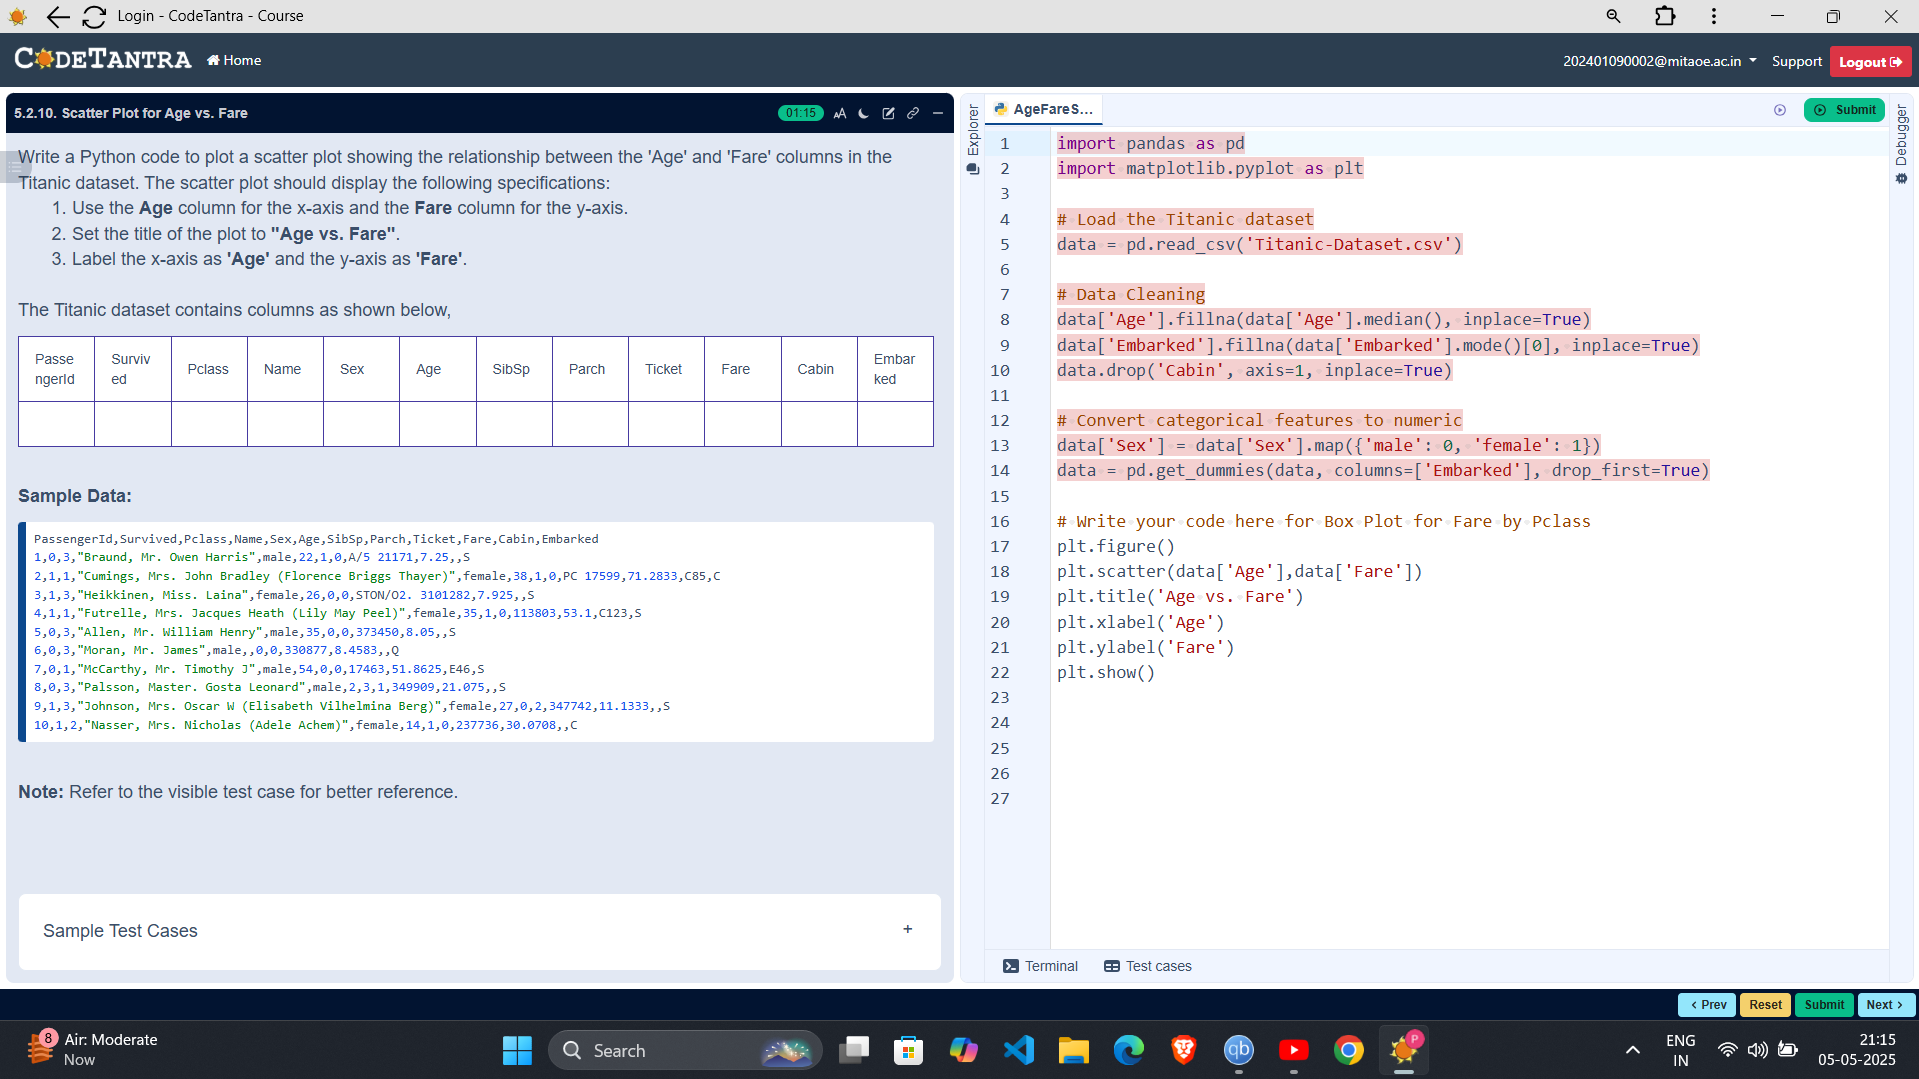 Login - CodeTantra - Course
CODETANTRA
Home
202401090002@mitaoe.ac.in
Support
Logout
5.2.10. Scatter Plot for Age vs. Fare
01:15
AA
Write a Python code to plot a scatter plot showing the relationship between the 'Age' and 'Fare' columns in the
Titanic dataset. The scatter plot should display the following specifications:
1. Use the Age column for the x-axis and the Fare column for the y-axis.
2. Set the title of the plot to "Age vs. Fare".
3. Label the x-axis as 'Age' and the y-axis as 'Fare'.
The Titanic dataset contains columns as shown below,
Passe
ngerId
Surviv
ed
Pclass
Name
Sex
Age
SibSp
Parch
Ticket
Fare
Cabin
Embar
ked
Sample Data:
PassengerId,Survived,Pclass,Name,Sex,Age,SibSp,Parch,Ticket,Fare,Cabin,Embarked
1,0,3,"Braund, Mr. Owen Harris",male,22,1,0,A/5 21171,7.25,,S
2,1,1,"Cumings, Mrs. John Bradley (Florence Briggs Thayer)",female,38,1,0,PC 17599,71.2833,C85,C
3,1,3,"Heikkinen, Miss. Laina",female,26,0,0,STON/O2. 3101282,7.925,,S
4,1,1,"Futrelle, Mrs. Jacques Heath (Lily May Peel)",female,35,1,0,113803,53.1,C123,S
5,0,3,"Allen, Mr. William Henry",male,35,0,0,373450,8.05,,S
6,0,3,"Moran, Mr. James",male,,0,0,330877,8.4583,,Q
7,0,1,"McCarthy, Mr. Timothy J",male,54,0,0,17463,51.8625,E46,S
8,0,3,"Palsson, Master. Gosta Leonard",male,2,3,1,349909,21.075,,S
9,1,3,"Johnson, Mrs. Oscar W (Elisabeth Vilhelmina Berg)",female,27,0,2,347742,11.1333,,S
10,1,2,"Nasser, Mrs. Nicholas (Adele Achem)",female,14,1,0,237736,30.0708,,C
Note: Refer to the visible test case for better reference.
Sample Test Cases
+
Explorer
AgeFareS...
Submit
Debugger
1 import pandas as pd
2 import matplotlib.pyplot as plt
3
4 # Load the Titanic dataset
5 data = pd.read_csv('Titanic-Dataset.csv')
6
7 # Data Cleaning
8 data['Age'].fillna(data['Age'].median(), inplace=True)
9 data['Embarked'].fillna(data['Embarked'].mode()[0], inplace=True)
10 data.drop('Cabin', axis=1, inplace=True)
11
12 # Convert categorical features to numeric
13 data['Sex'] = data['Sex'].map({'male': 0, 'female': 1})
14 data = pd.get_dummies(data, columns=['Embarked'], drop_first=True)
15
16 # Write your code here for Box Plot for Fare by Pclass
17 plt.figure()
18 plt.scatter(data['Age'],data['Fare'])
19 plt.title('Age vs. Fare')
20 plt.xlabel('Age')
21 plt.ylabel('Fare')
22 plt.show()
23
24
25
26
27
Terminal
Test cases
< Prev
Reset
Submit
Next >
8
Air: Moderate
Now
Search
qb
P
ENG
IN
21:15
05-05-2025